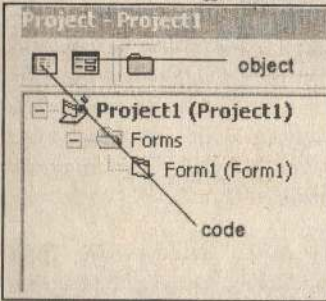 Project - Project1
object
Project1 (Project1)
Forms
Form1 (Form1)
code